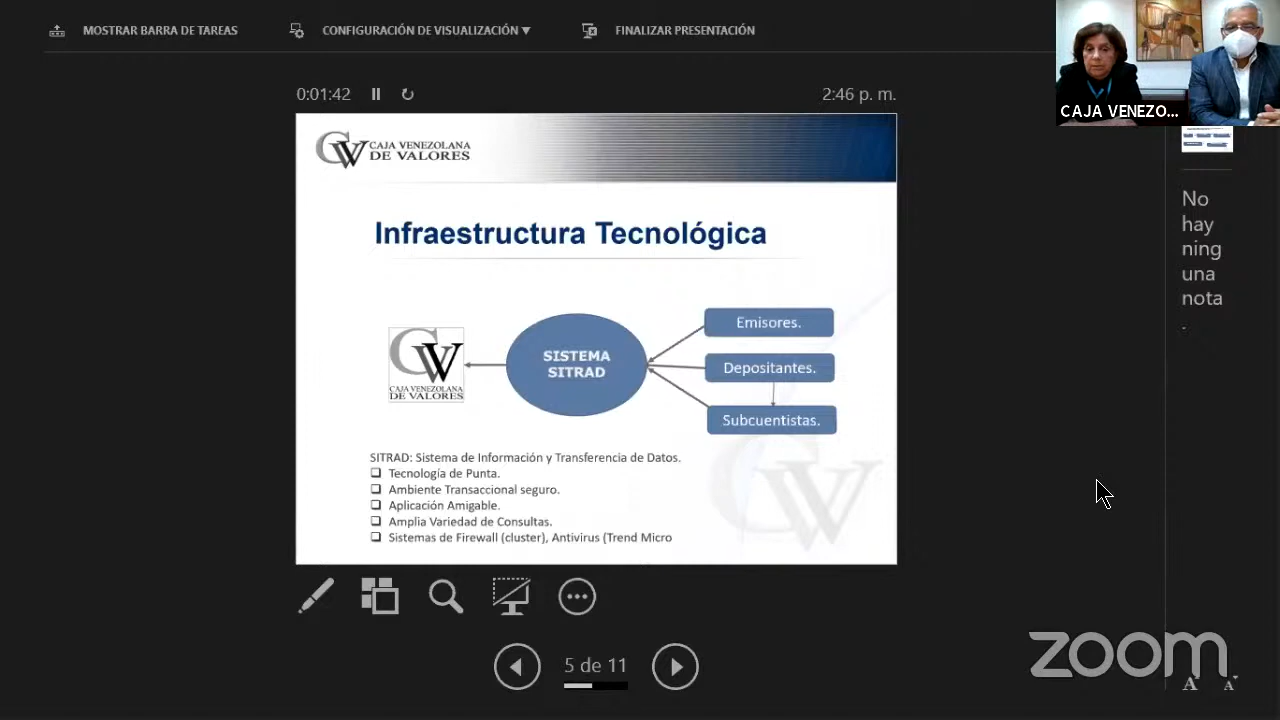 MOSTRAR BARRA DE TAREAS
CONFIGURACIÓN DE VISUALIZACIÓN ▼
FINALIZAR PRESENTACIÓN
CAJA VENEZO...
0:01:42
2:46 p. m.
CAJA VENEZOLANA
DE VALORES
Infraestructura Tecnológica
CAJA VENEZOLANA
DE VALORES
SISTEMA
SITRAD
Emisores.
Depositantes.
Subcuentistas.
SITRAD: Sistema de Información y Transferencia de Datos.
Tecnología de Punta.
Ambiente Transaccional seguro.
Aplicación Amigable.
Amplia Variedad de Consultas.
Sistemas de Firewall (cluster), Antivirus (Trend Micro
No
hay
ning
una
nota
.
5 de 11
zoom
A A